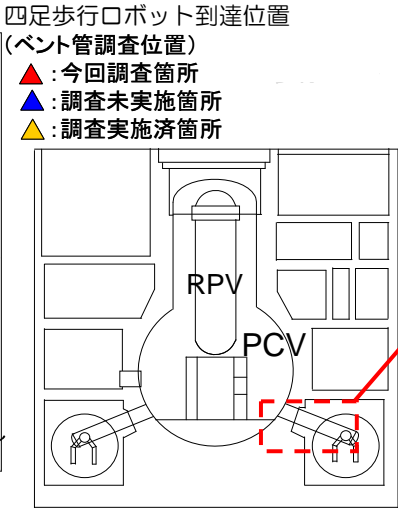 四足歩行ロボット到達位置
(ベント管調査位置)
▲:今回調査箇所
▲:調査未実施箇所
▲:調査実施済箇所
RPV
PCV